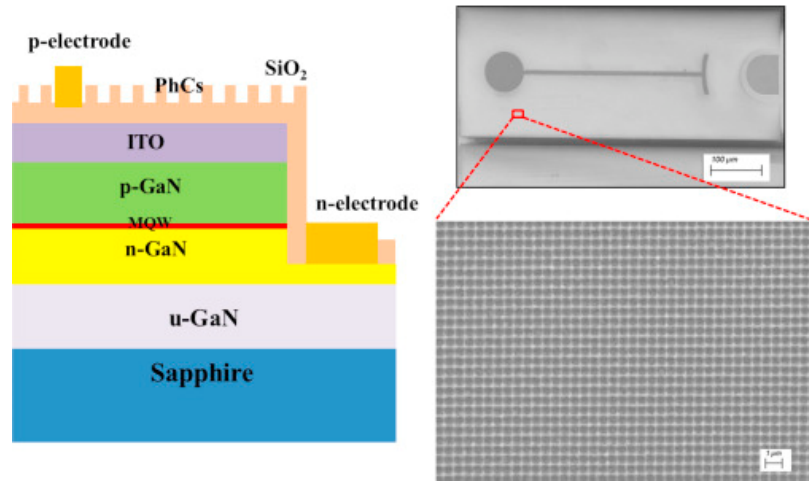 p-electrode
SiO2
PhCs
ITO
p-GaN
n-electrode
MQW
n-GaN
u-GaN
Sapphire
100 μm
1 μm